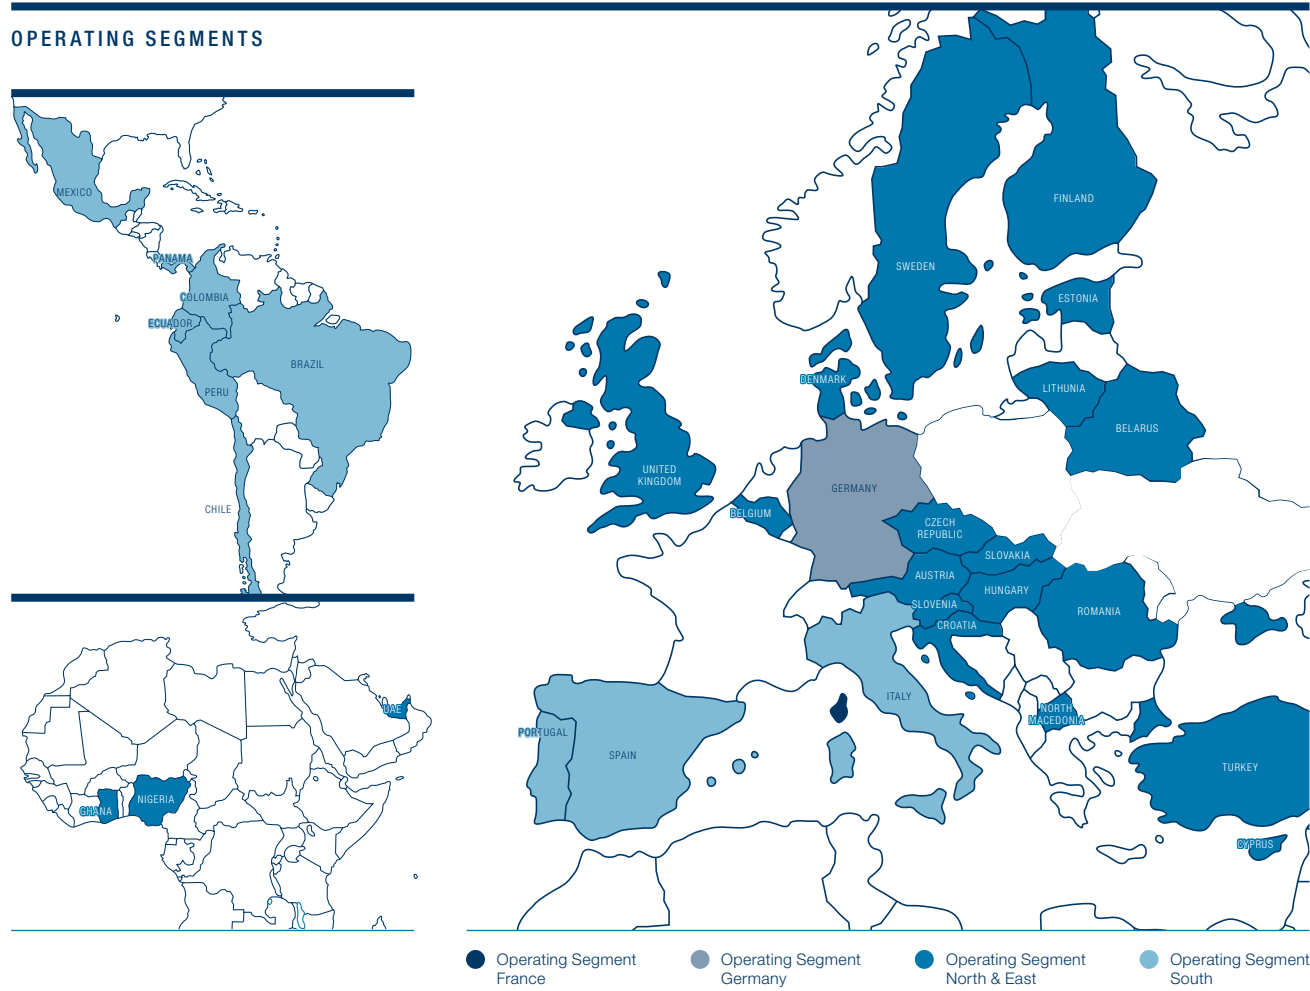 OPERATING SEGMENTS
MEXICO
PANAMA
COLOMBIA
ECUADOR
BRAZIL
PERU
CHILE
UAE
NIGERIA
GHANA
FINLAND
SWEDEN
ESTONIA
DENMARK
LITHUNIA
BELARUS
UNITED
KINGDOM
GERMANY
BELGIUM
CZECH
REPUBLIC
SLOVAKIA
AUSTRIA
HUNGARY
SLOVENIA
ROMANIA
CROATIA
ITALY
NORTH
MACEDONIA
PORTUGAL
SPAIN
TURKEY
CYPRUS
Operating Segment
France
Operating Segment
Germany
Operating Segment
North & East
Operating Segment
South